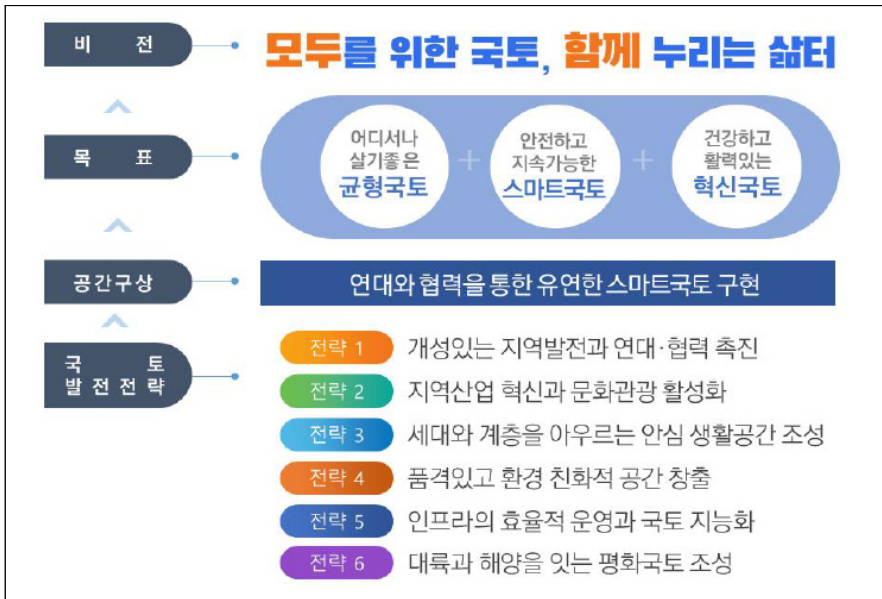 비 전
모두를 위한 국토, 함께 누리는 삶터
목 표
어디서나
살기좋은
균형국토
+
안전하고
지속가능한
스마트국토
+
건강하고
활력있는
혁신국토
공간구상
연대와 협력을 통한 유연한 스마트국토 구현
국 토
발전전략
전략 1 개성있는 지역발전과 연대·협력 촉진
전략 2 지역산업 혁신과 문화관광 활성화
전략 3 세대와 계층을 아우르는 안심 생활공간 조성
전략 4 품격있고 환경 친화적 공간 창출
전략 5 인프라의 효율적 운영과 국토 지능화
전략 6 대륙과 해양을 잇는 평화국토 조성